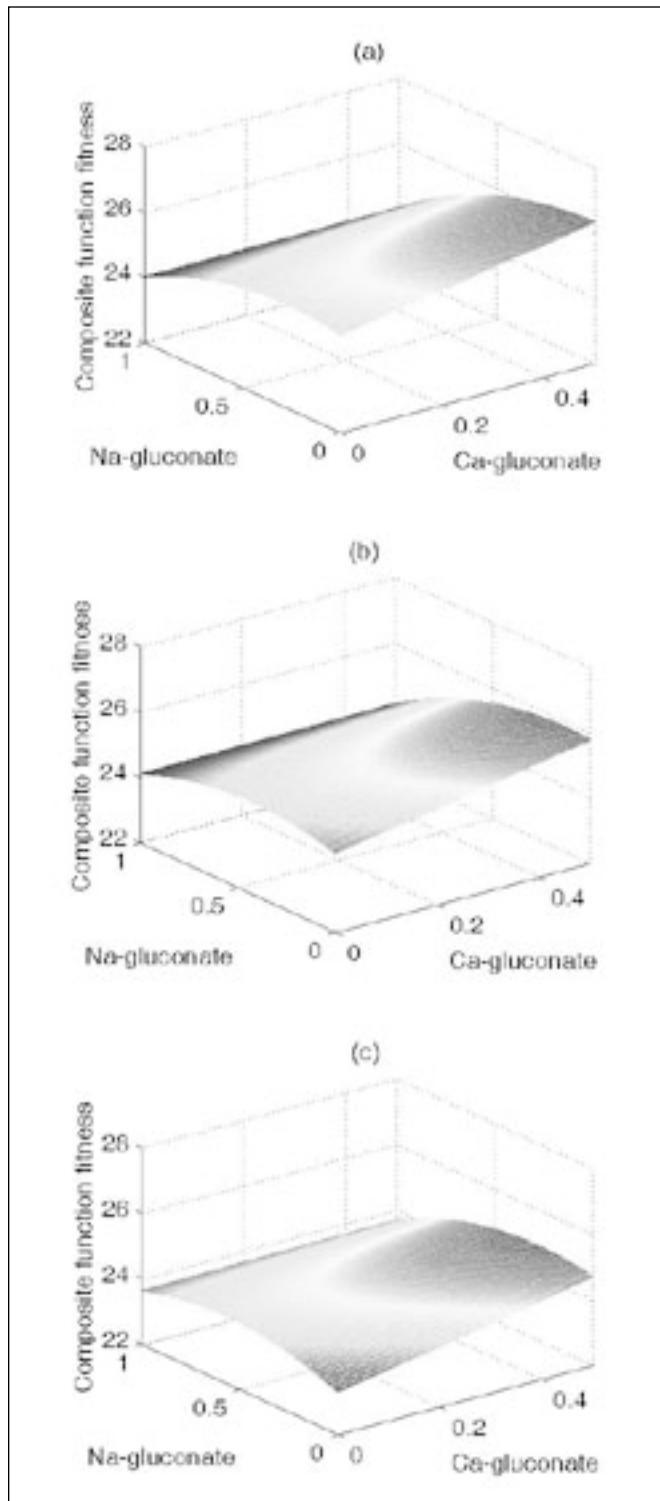 (a)
Composite function fitness
28
26
24
22
1
0.5
0
Na-gluconate
0
0.2
0.4
Ca-gluconate
(b)
Composite function fitness
28
26
24
22
1
0.5
0
Na-gluconate
0
0.2
0.4
Ca-gluconate
(c)
Composite function fitness
28
26
24
22
1
0.5
0
Na-gluconate
0
0.2
0.4
Ca-gluconate